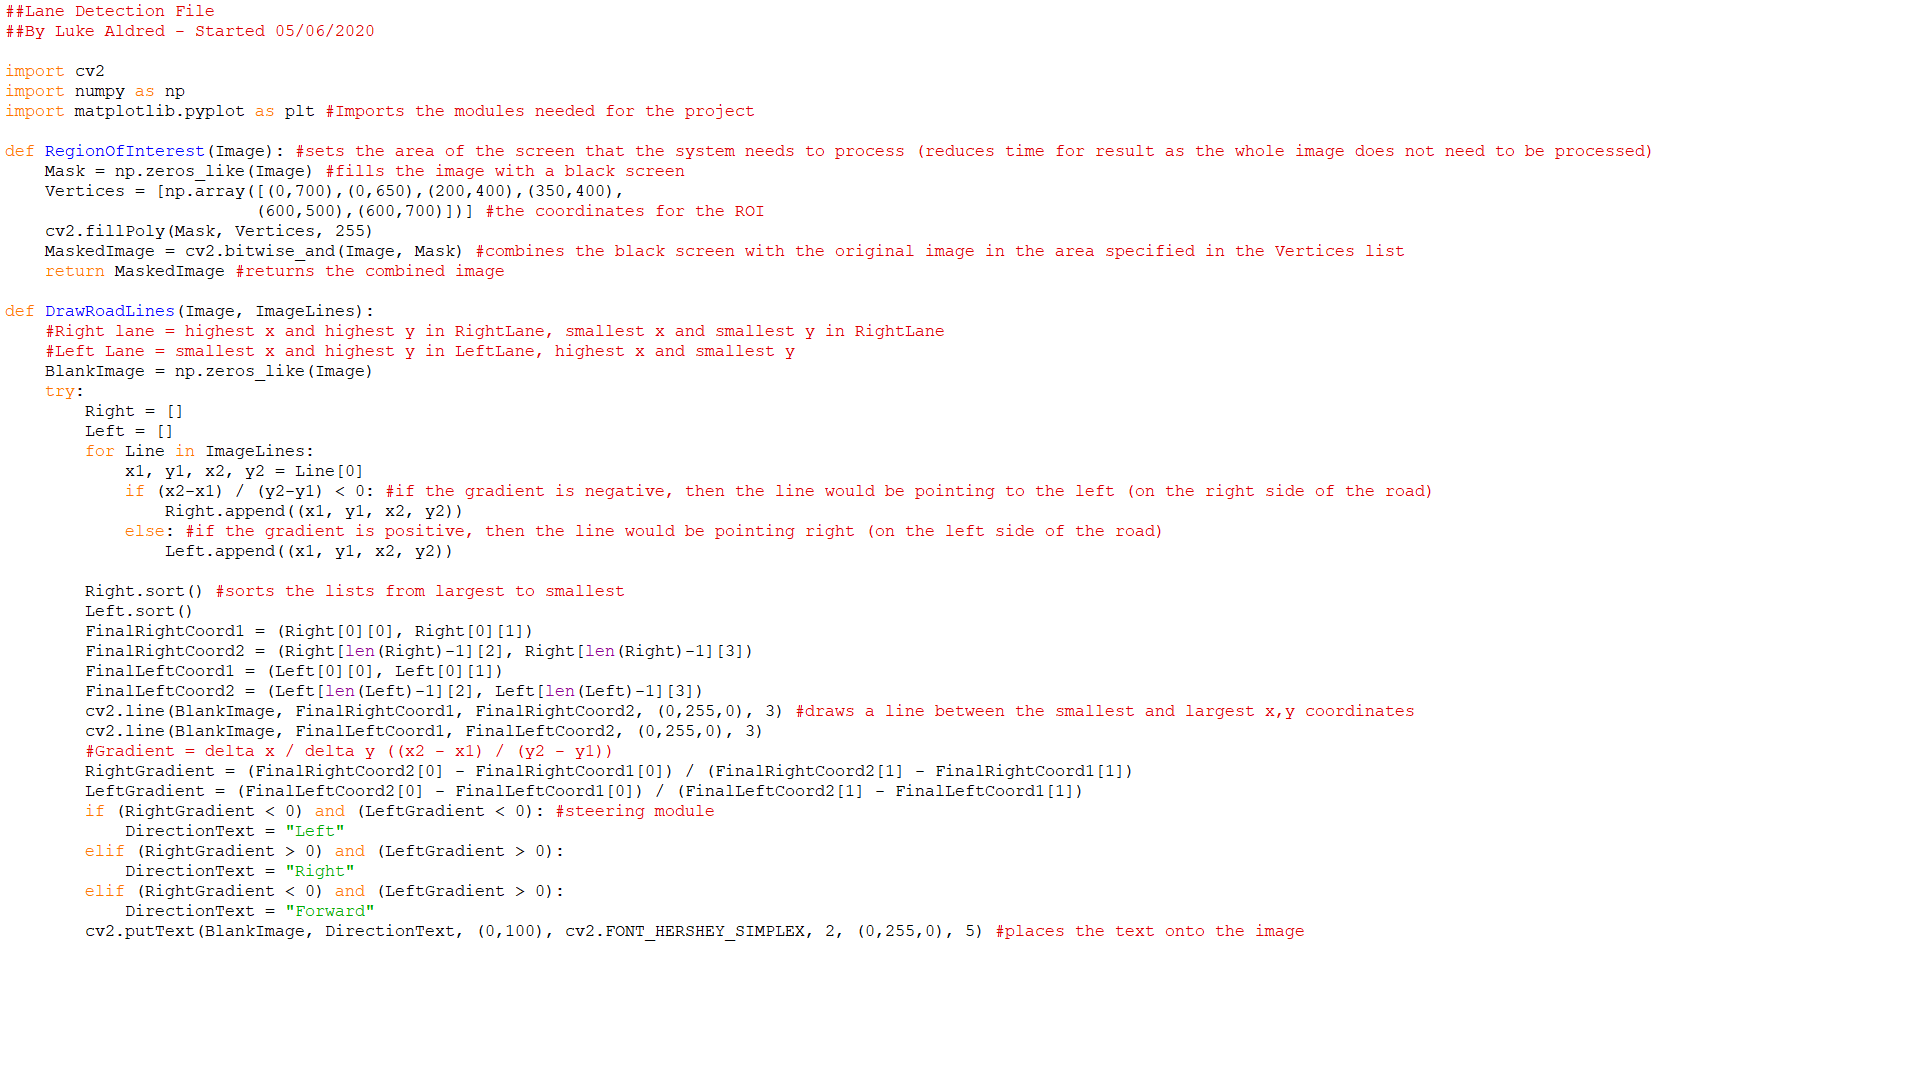 ##Lane Detection File
##By Luke Aldred - Started 05/06/2020

import cv2
import numpy as np
import matplotlib.pyplot as plt #Imports the modules needed for the project

def RegionOfInterest(Image): #sets the area of the screen that the system needs to process (reduces time for result as the whole image does not need to be processed)
    Mask = np.zeros_like(Image) #fills the image with a black screen
    Vertices = [np.array([(0,700),(0,650),(200,400),(350,400),
                         (600,500),(600,700)])] #the coordinates for the ROI
    cv2.fillPoly(Mask, Vertices, 255)
    MaskedImage = cv2.bitwise_and(Image, Mask) #combines the black screen with the original image in the area specified in the Vertices list
    return MaskedImage #returns the combined image

def DrawRoadLines(Image, ImageLines):
    #Right lane = highest x and highest y in RightLane, smallest x and smallest y in RightLane
    #Left Lane = smallest x and highest y in LeftLane, highest x and smallest y
    BlankImage = np.zeros_like(Image)
    try:
        Right = []
        Left = []
        for Line in ImageLines:
            x1, y1, x2, y2 = Line[0]
            if (x2-x1) / (y2-y1) < 0: #if the gradient is negative, then the line would be pointing to the left (on the right side of the road)
                Right.append((x1, y1, x2, y2))
            else: #if the gradient is positive, then the line would be pointing right (on the left side of the road)
                Left.append((x1, y1, x2, y2))

        Right.sort() #sorts the lists from largest to smallest
        Left.sort()
        FinalRightCoord1 = (Right[0][0], Right[0][1])
        FinalRightCoord2 = (Right[len(Right)-1][2], Right[len(Right)-1][3])
        FinalLeftCoord1 = (Left[0][0], Left[0][1])
        FinalLeftCoord2 = (Left[len(Left)-1][2], Left[len(Left)-1][3])
        cv2.line(BlankImage, FinalRightCoord1, FinalRightCoord2, (0,255,0), 3) #draws a line between the smallest and largest x,y coordinates
        cv2.line(BlankImage, FinalLeftCoord1, FinalLeftCoord2, (0,255,0), 3)
        #Gradient = delta x / delta y ((x2 - x1) / (y2 - y1))
        RightGradient = (FinalRightCoord2[0] - FinalRightCoord1[0]) / (FinalRightCoord2[1] - FinalRightCoord1[1])
        LeftGradient = (FinalLeftCoord2[0] - FinalLeftCoord1[0]) / (FinalLeftCoord2[1] - FinalLeftCoord1[1])
        if (RightGradient < 0) and (LeftGradient < 0): #steering module
            DirectionText = "Left"
        elif (RightGradient > 0) and (LeftGradient > 0):
            DirectionText = "Right"
        elif (RightGradient < 0) and (LeftGradient > 0):
            DirectionText = "Forward"
        cv2.putText(BlankImage, DirectionText, (0,100), cv2.FONT_HERSHEY_SIMPLEX, 2, (0,255,0), 5) #places the text onto the image